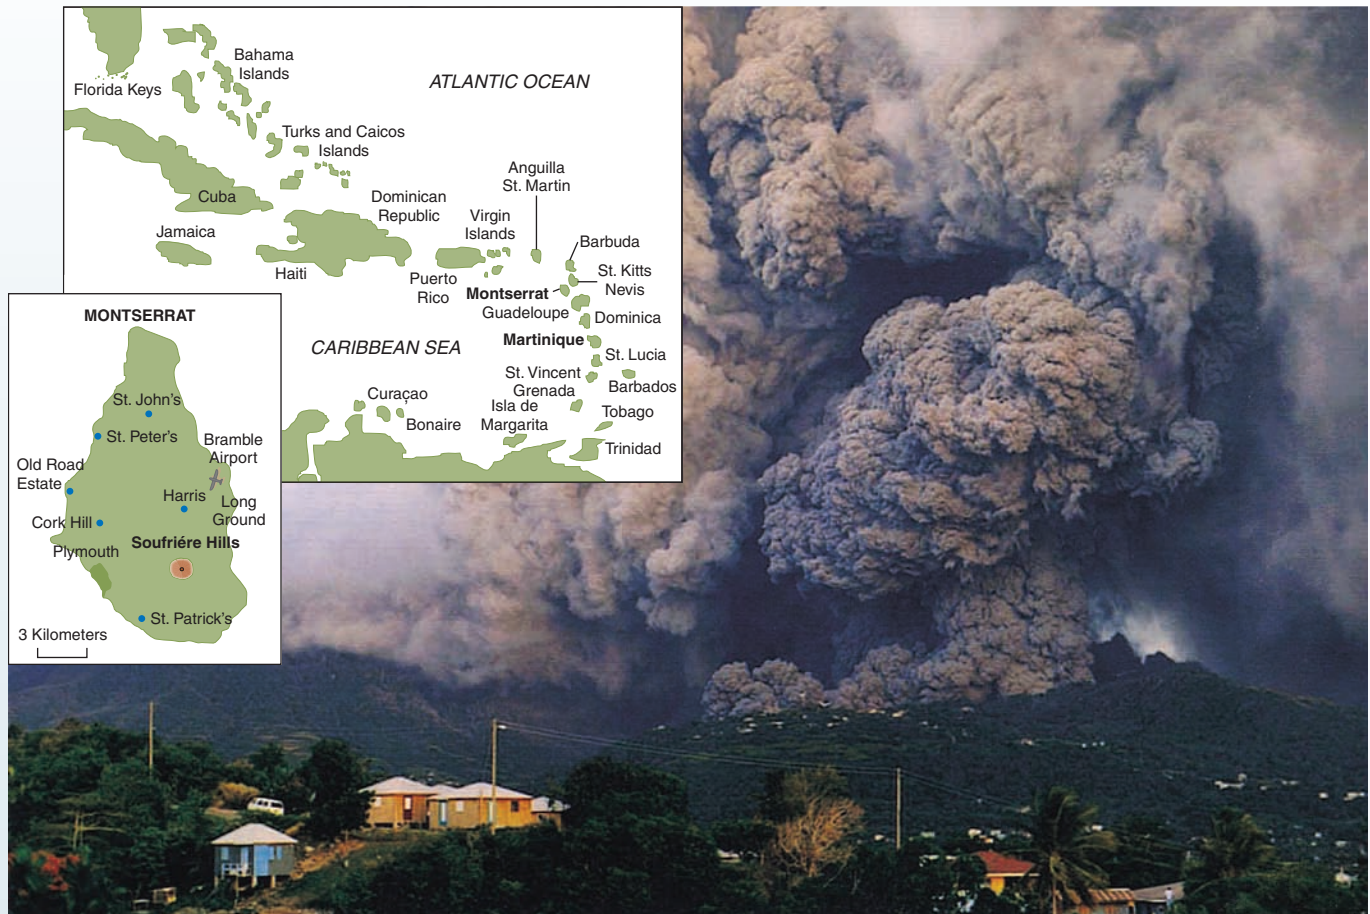 Bahama
Islands
ATLANTIC OCEAN
Florida Keys
Turks and Caicos
Islands
Anguilla
St. Martin
Cuba
Dominican
Republic
Virgin
Islands
Jamaica
Barbuda
Haiti
Puerto
Rico
St. Kitts
Nevis
Montserrat
Guadeloupe
Dominica
Martinique
CARIBBEAN SEA
St. Lucia
St. Vincent
Grenada
Barbados
Curaçao
Isla de
Margarita
Tobago
Bonaire
Trinidad
MONTSERRAT
St. John's
St. Peter's
Bramble
Airport
Old Road
Estate
Harris
Long
Ground
Cork Hill
Soufriére Hills
Plymouth
St. Patrick's
3 Kilometers